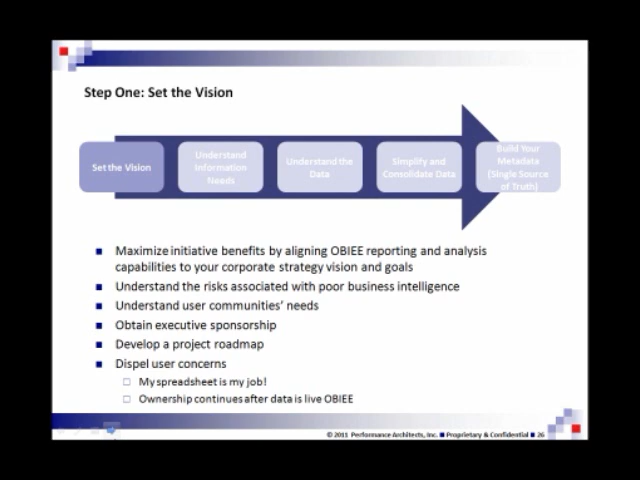 Step One: Set the Vision
Set the Vision
Understand
Information
Needs
Understand the
Data
Simplify and
Consolidate Data
Build Your
Metadata
(Single Source
of Truth)
Maximize initiative benefits by aligning OBIEE reporting and analysis
capabilities to your corporate strategy vision and goals
Understand the risks associated with poor business intelligence
Understand user communities' needs
Obtain executive sponsorship
Develop a project roadmap
Dispel user concerns
My spreadsheet is my job!
Ownership continues after data is live OBIEE
© 2011 Performance Architects, Inc. ■ Proprietary & Confidential ■ 26